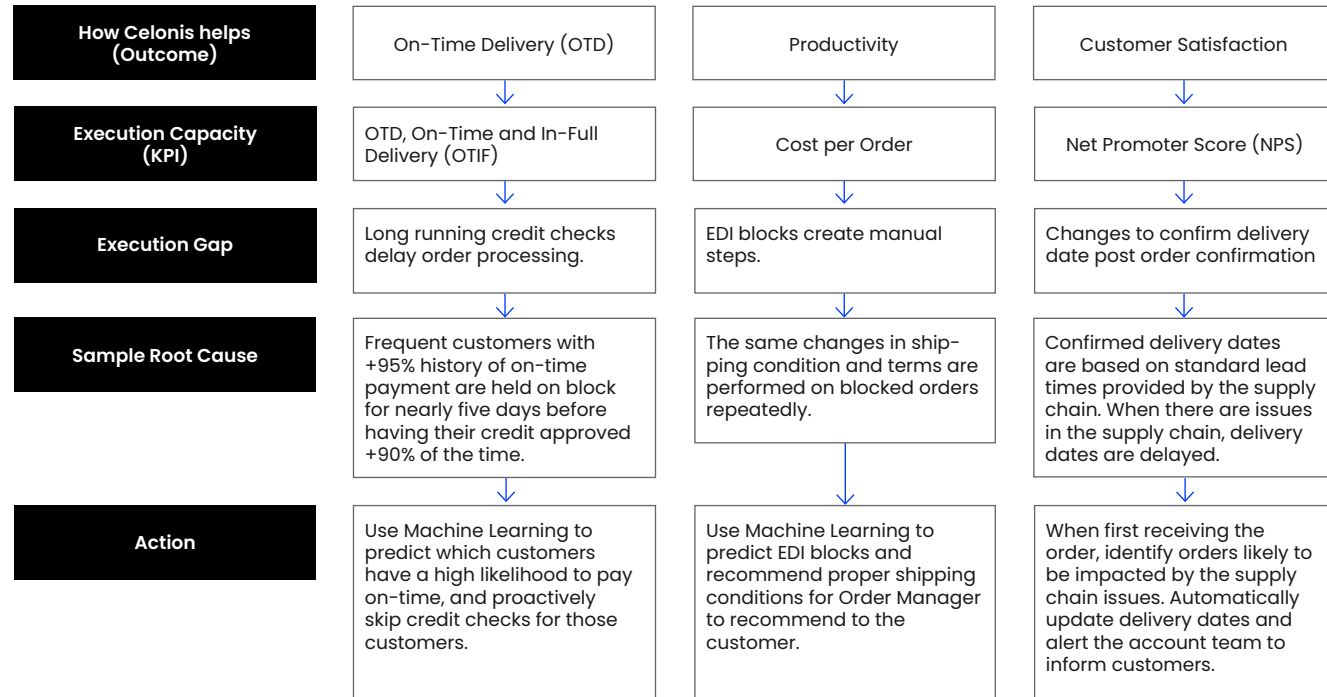 How Celonis helps
(Outcome)
On-Time Delivery (OTD)
Productivity
Customer Satisfaction
Execution Capacity
(KPI)
OTD, On-Time and In-Full
Delivery (OTIF)
Cost per Order
Net Promoter Score (NPS)
Execution Gap
Long running credit checks
delay order processing.
EDI blocks create manual
steps.
Changes to confirm delivery
date post order confirmation
Sample Root Cause
Frequent customers with
+95% history of on-time
payment are held on block
for nearly five days before
having their credit approved
+90% of the time.
The same changes in ship-
ping condition and terms are
performed on blocked orders
repeatedly.
Confirmed delivery dates
are based on standard lead
times provided by the supply
chain. When there are issues
in the supply chain, delivery
dates are delayed.
Action
Use Machine Learning to
predict which customers
have a high likelihood to pay
on-time, and proactively
skip credit checks for those
customers.
Use Machine Learning to
predict EDI blocks and
recommend proper shipping
conditions for Order Manager
to recommend to the
customer.
When first receiving the
order, identify orders likely to
be impacted by the supply
chain issues. Automatically
update delivery dates and
alert the account team to
inform customers.